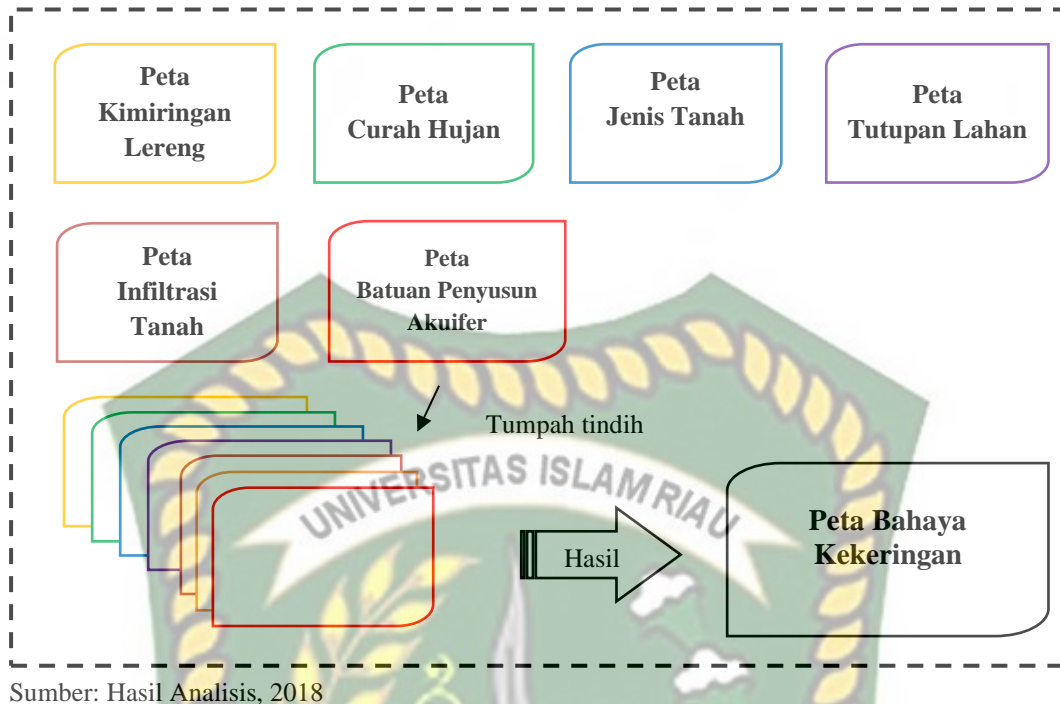 Peta
Kimiringan
Lereng
Peta
Curah Hujan
Peta
Jenis Tanah
Peta
Tutupan Lahan
Peta
Infiltrasi
Tanah
Peta
Batuan Penyusun
Akuifer
Tumpah tindih
UNIVERSITAS ISLAM RIAU
Hasil
Peta Bahaya
Kekeringan
Sumber: Hasil Analisis, 2018